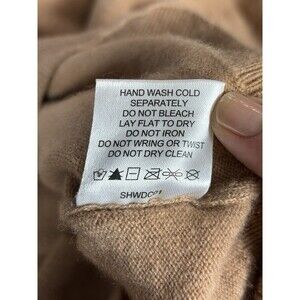 HAND WASH COLD
SEPARATELY
DO NOT BLEACH
LAY FLAT TO DRY
DO NOT IRON
DO NOT WRING OR TWIST
DO NOT DRY CLEAN